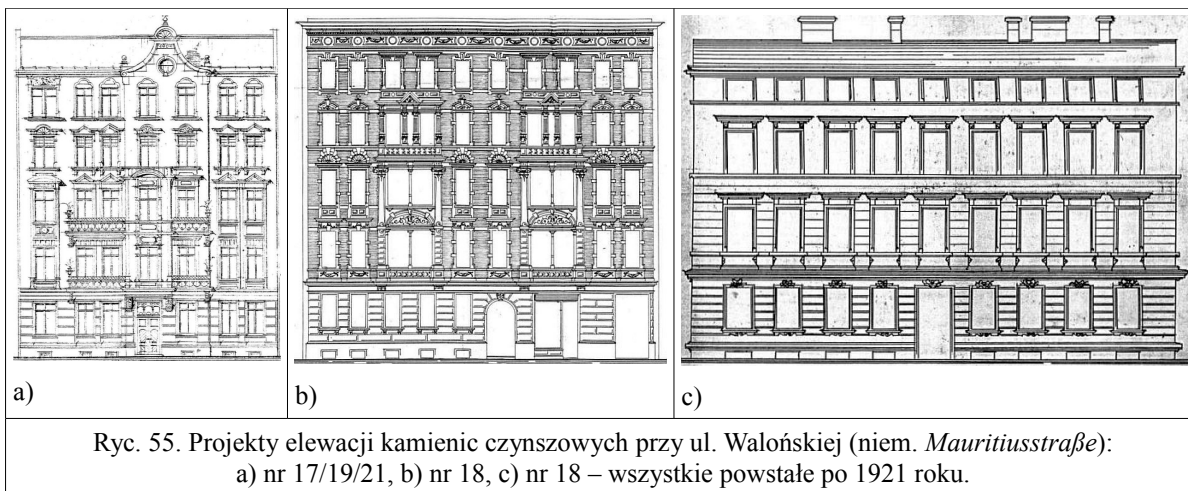 a)
b)
c)
Ryc. 55. Projekty elewacji kamienic czynszowych przy ul. Walońskiej (niem. Mauritiusstraße):
a) nr 17/19/21, b) nr 18, c) nr 18 – wszystkie powstałe po 1921 roku.